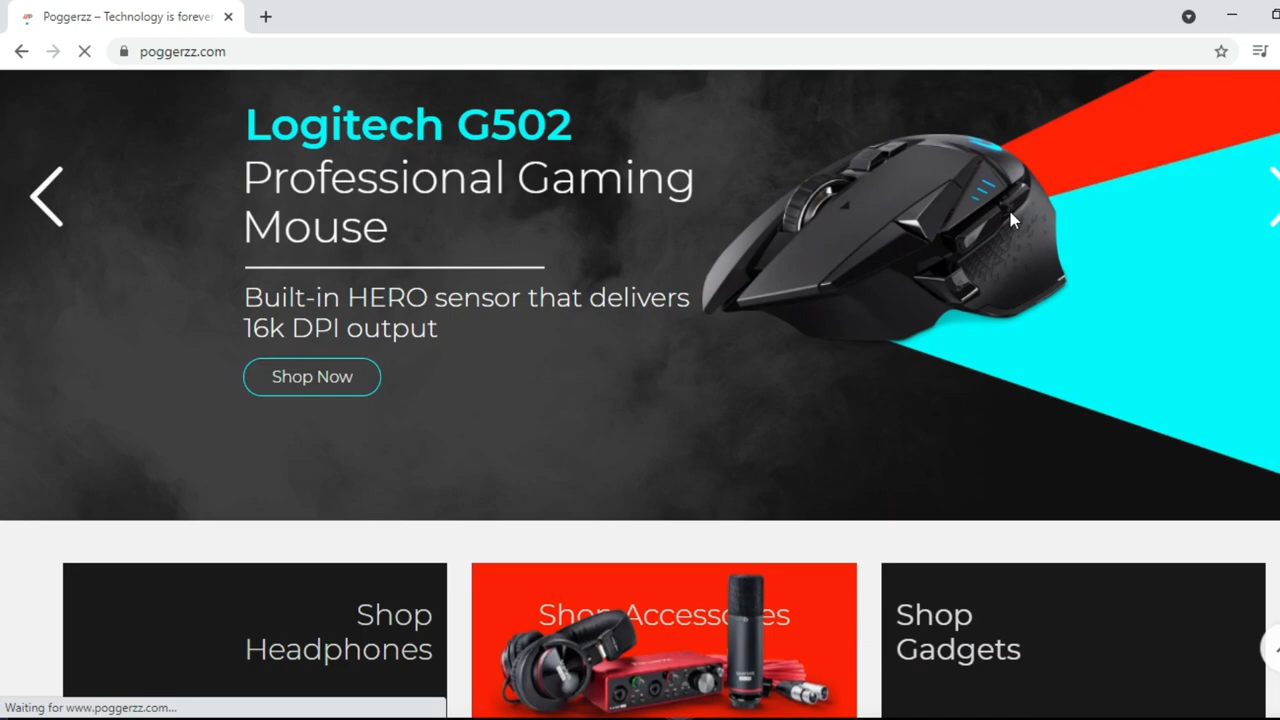 Poggerzz – Technology is forever
poggerzz.com
Logitech G502
Professional Gaming
Mouse
Built-in HERO sensor that delivers
16k DPI output
Shop Now
Shop
Headphones
Shop Accessories
Shop
Gadgets
Waiting for www.poggerzz.com...